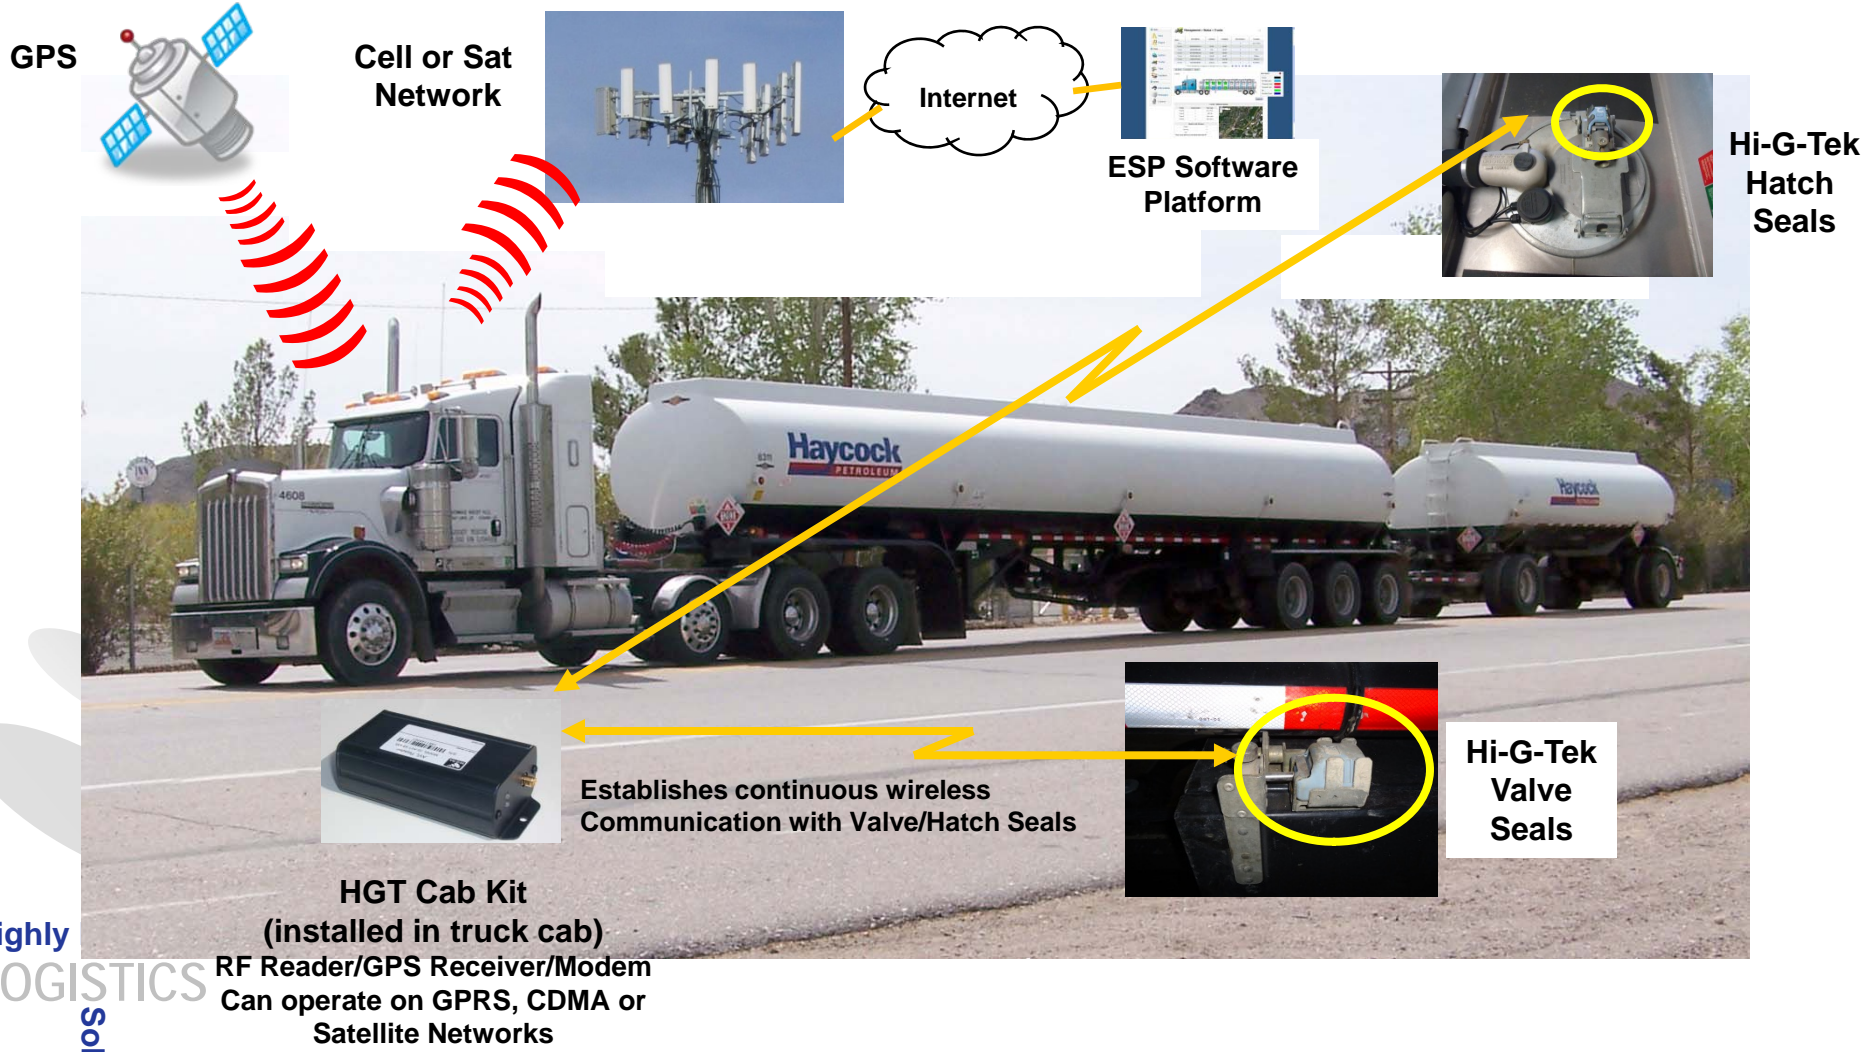 GPS
Cell or Sat
Network
Internet
ESP Software
Platform
Hi-G-Tek
Hatch
Seals
Haycock
PETROLEUM
Haycock
6311
4608
Hi-G-Tek
Valve
Seals
Establishes continuous wireless
Communication with Valve/Hatch Seals
HGT Cab Kit
(installed in truck cab)
RF Reader/GPS Receiver/Modem
Can operate on GPRS, CDMA or
Satellite Networks
ighly
OGISTICS
Sol